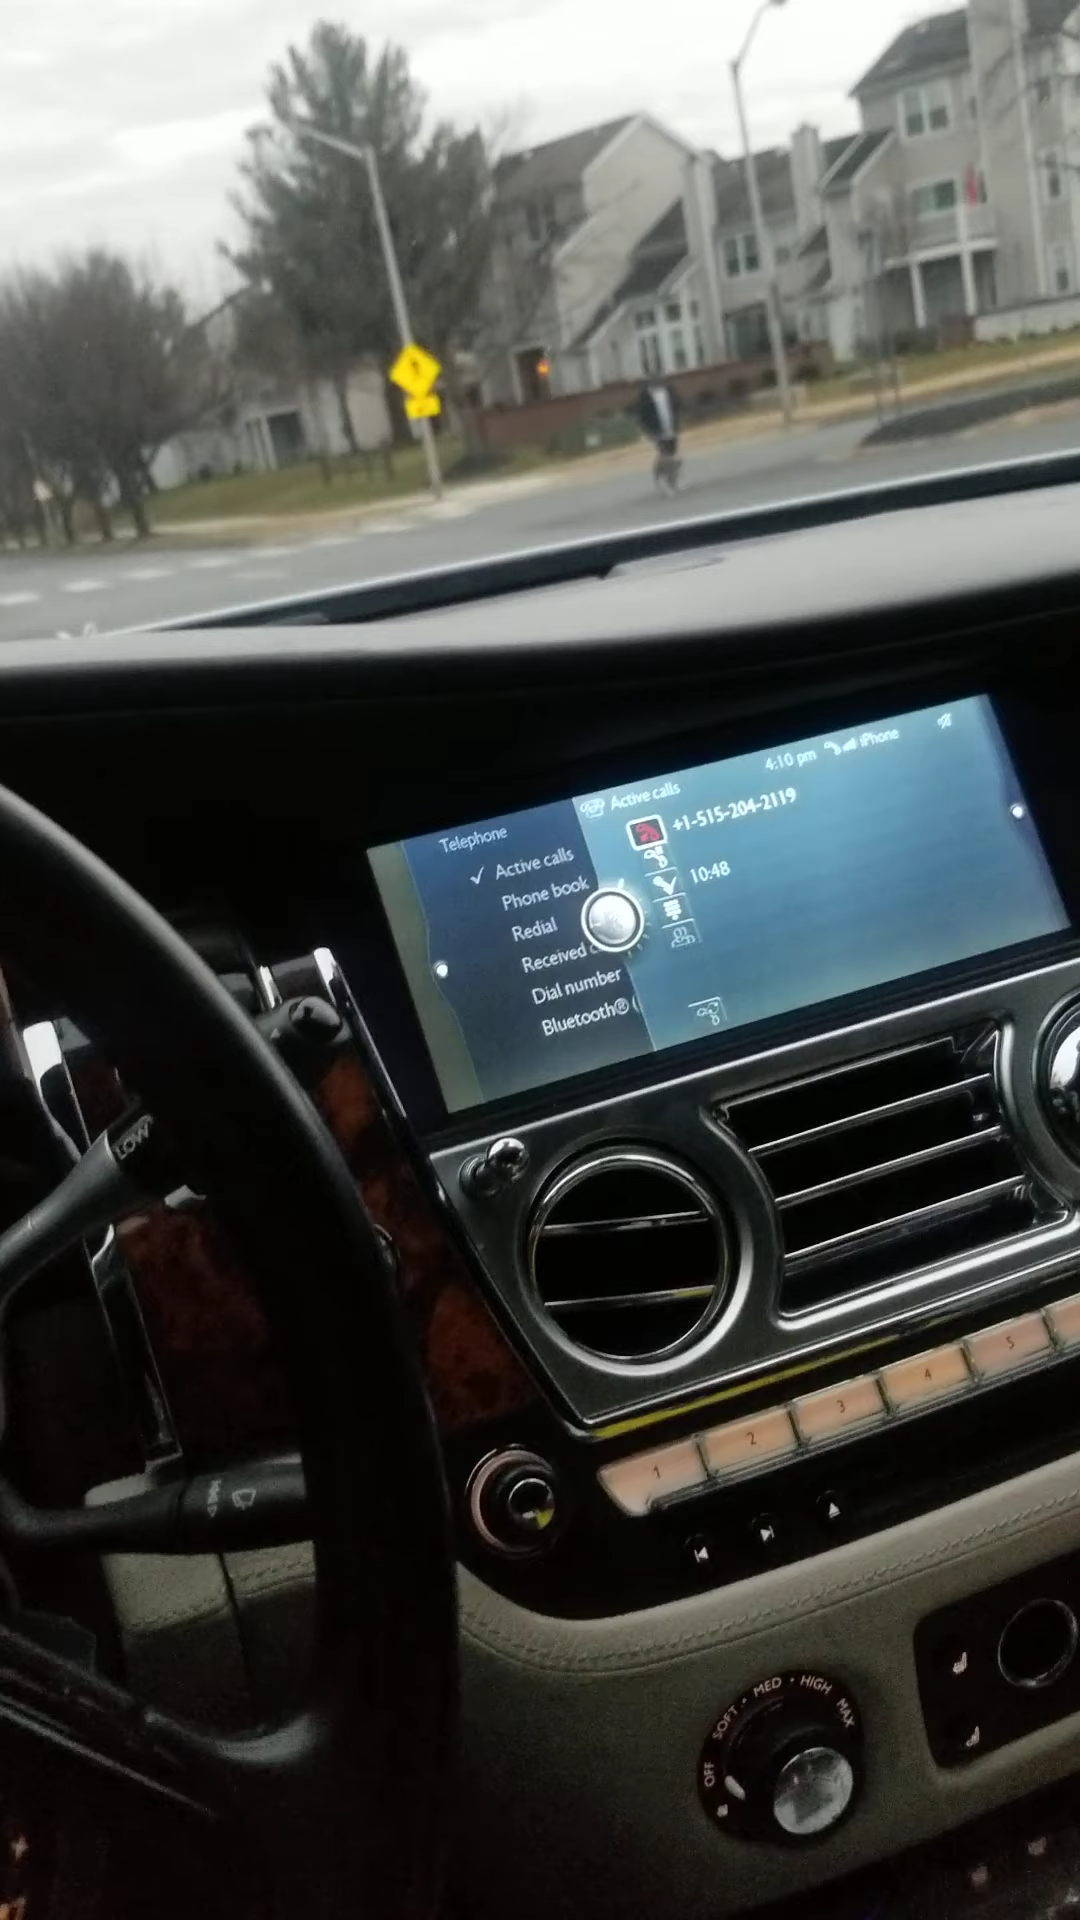 4:10 pm iPhone
Telephone
Active calls
Phone book
Redial
Received
Dial number
Bluetooth® (
Active calls
+1-515-204-2119
10:48
LOW
1 2 3 4 5
OFF SOFT • MED • HIGH MAX